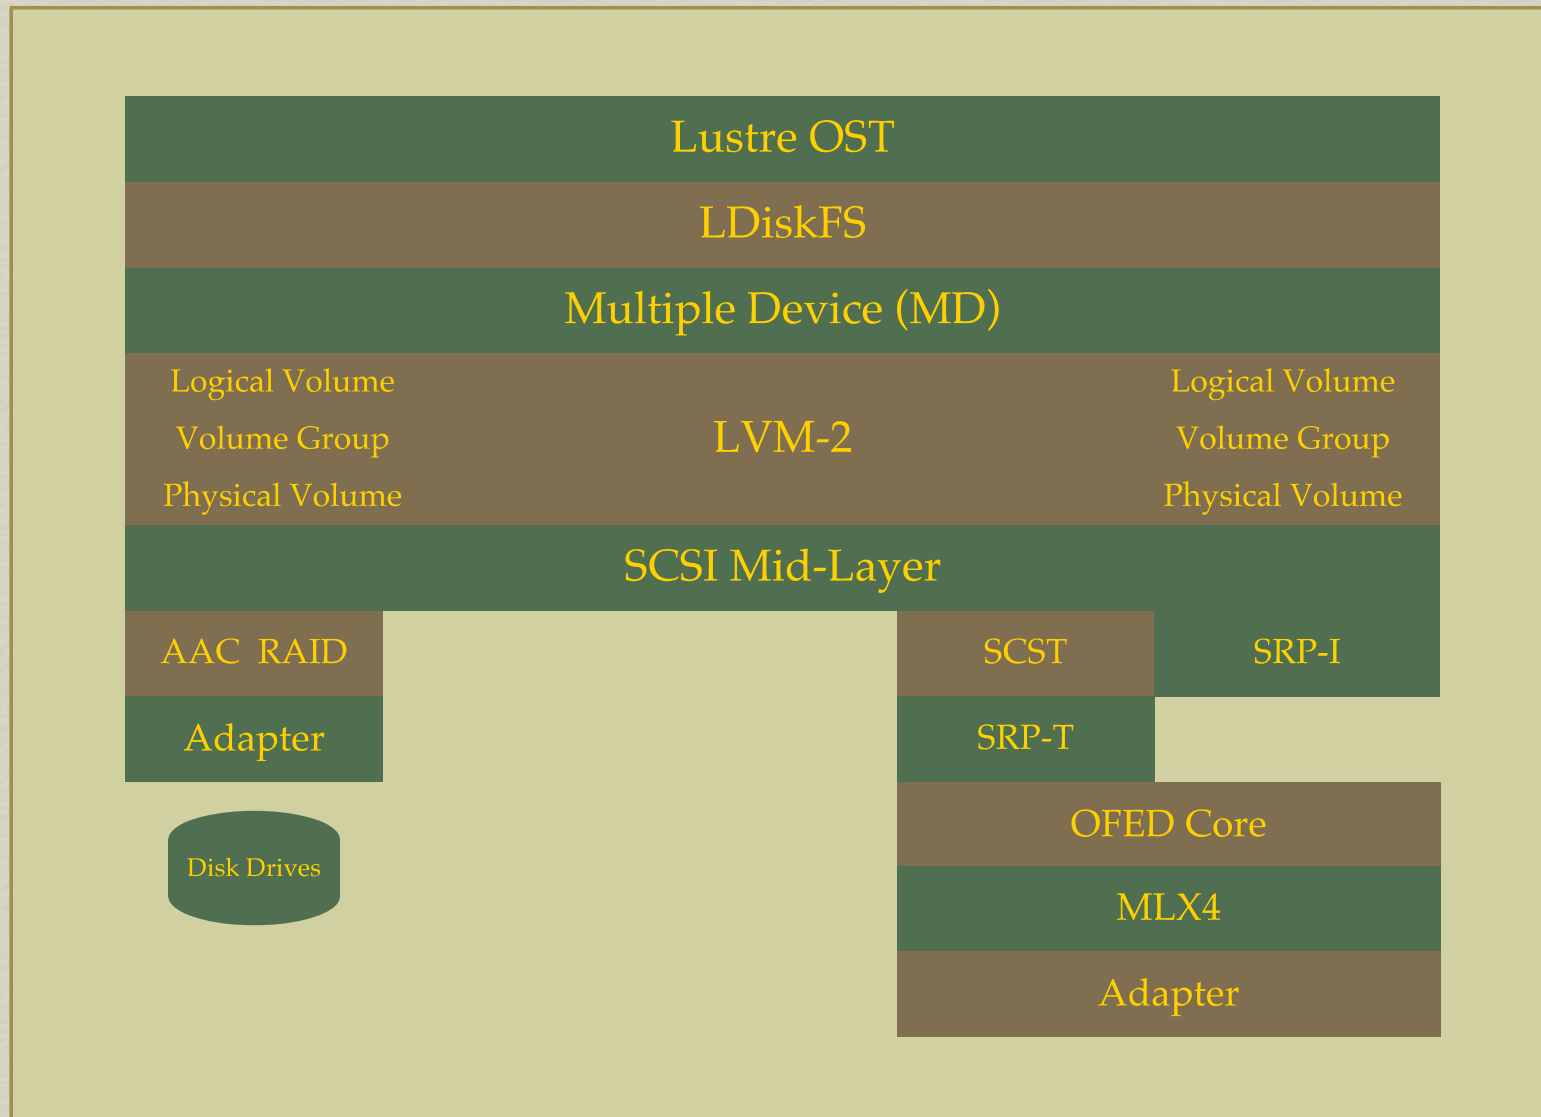 Lustre OST
LDiskFS
Multiple Device (MD)
Logical Volume
Volume Group
Physical Volume
LVM-2
Logical Volume
Volume Group
Physical Volume
SCSI Mid-Layer
AAC  RAID
SCST
SRP-I
Adapter
SRP-T
Disk Drives
OFED Core
MLX4
Adapter